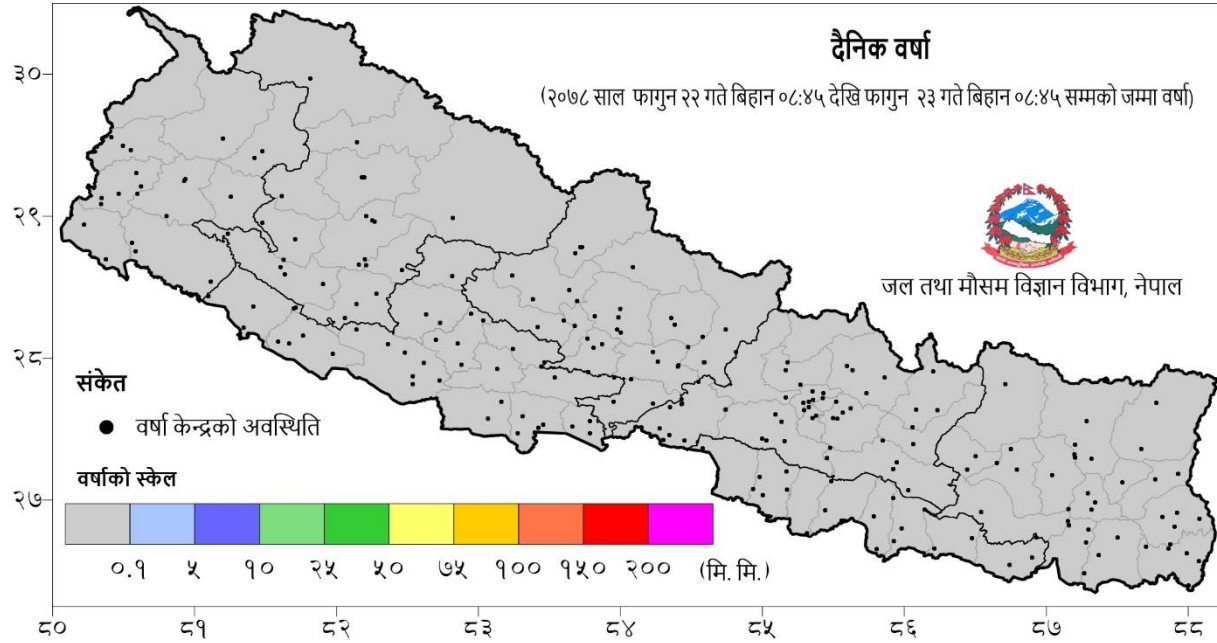 दैनिक वर्षा
(२०७८ साल फागुन २२ गते बिहान ०८:४५ देखि फागुन २३ गते बिहान ०८:४५ सम्मको जम्मा वर्षा)
जल तथा मौसम विज्ञान विभाग, नेपाल
३०
२९
२८
२७
संकेत
वर्षा केन्द्रको अवस्थिति
वर्षाको स्केल
०.१ ५ १० २५ ५० ७५ १०० १५० २०० (मि. मि.)
८० ८१ ८२ ८३ ८४ ८५ ८६ ८७ ८८